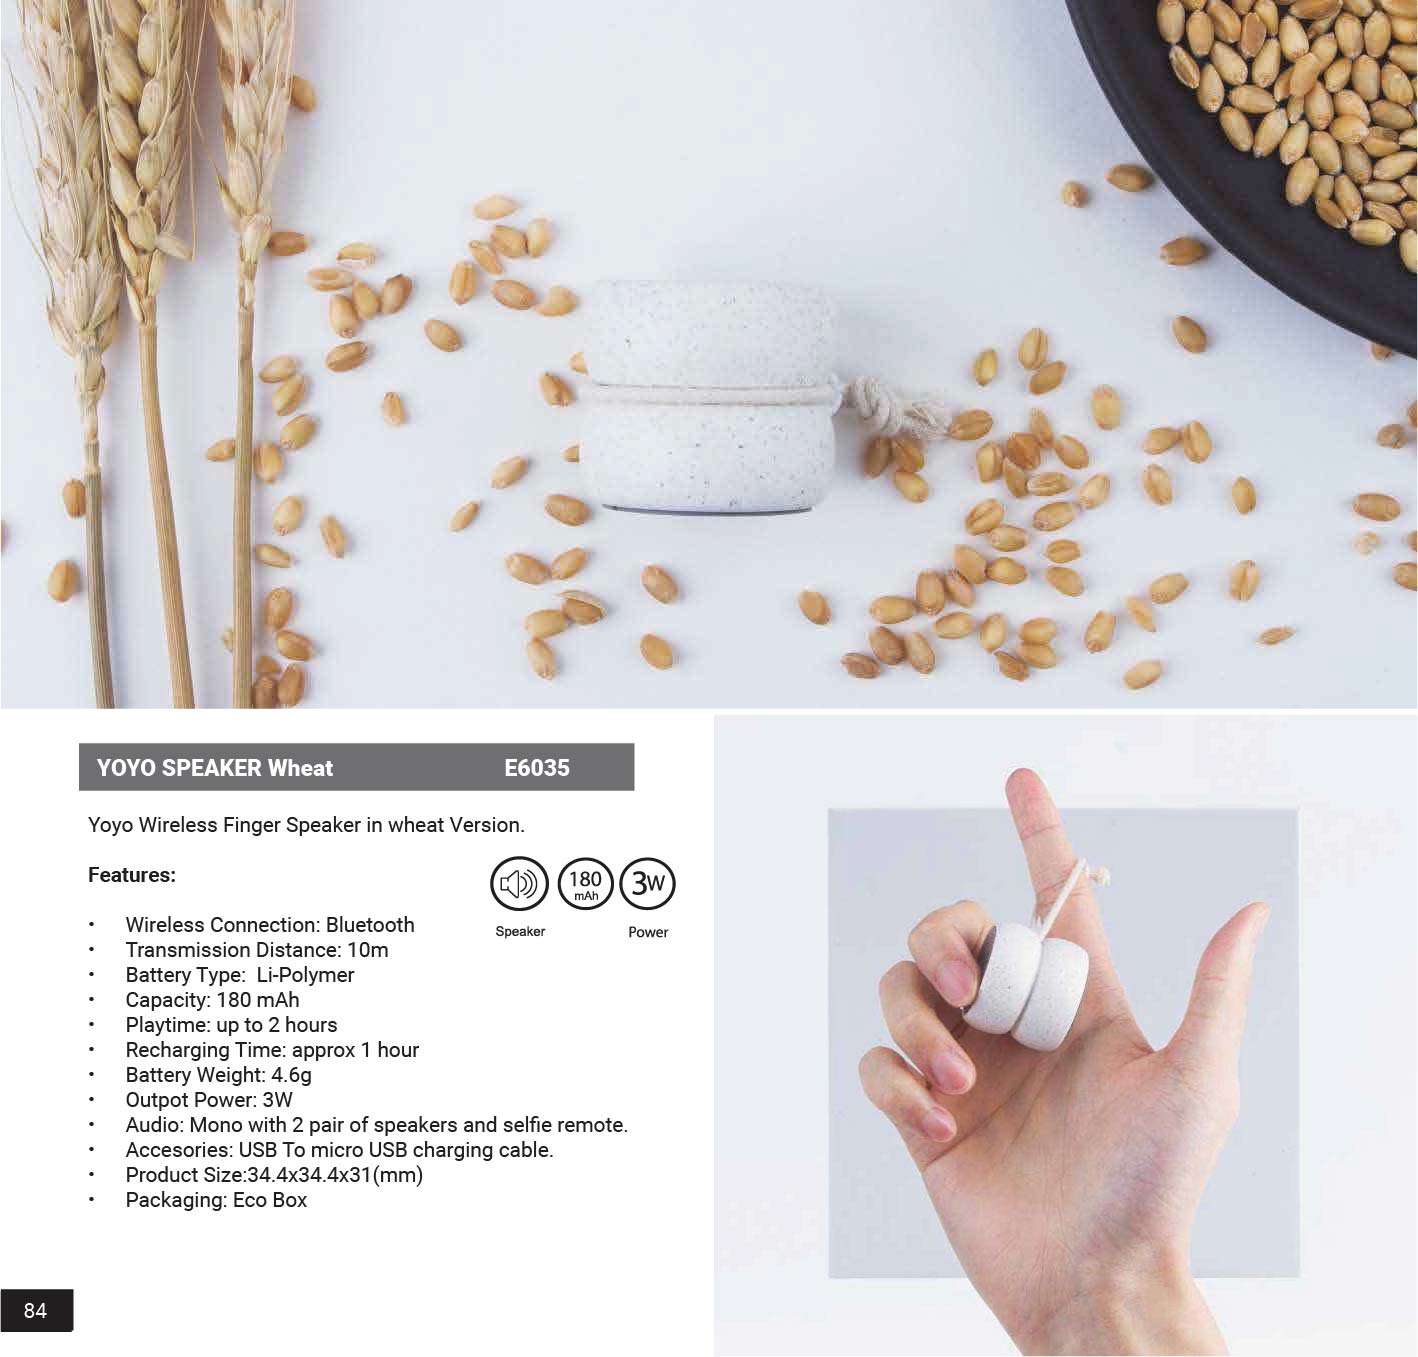 YOYO SPEAKER Wheat E6035
Yoyo Wireless Finger Speaker in wheat Version.
Features:
180
mAh
3W
Speaker
Power
• Wireless Connection: Bluetooth
• Transmission Distance: 10m
• Battery Type:  Li-Polymer
• Capacity: 180 mAh
• Playtime: up to 2 hours
• Recharging Time: approx 1 hour
• Battery Weight: 4.6g
• Outpot Power: 3W
• Audio: Mono with 2 pair of speakers and selfie remote.
• Accesories: USB To micro USB charging cable.
• Product Size:34.4x34.4x31(mm)
• Packaging: Eco Box
84